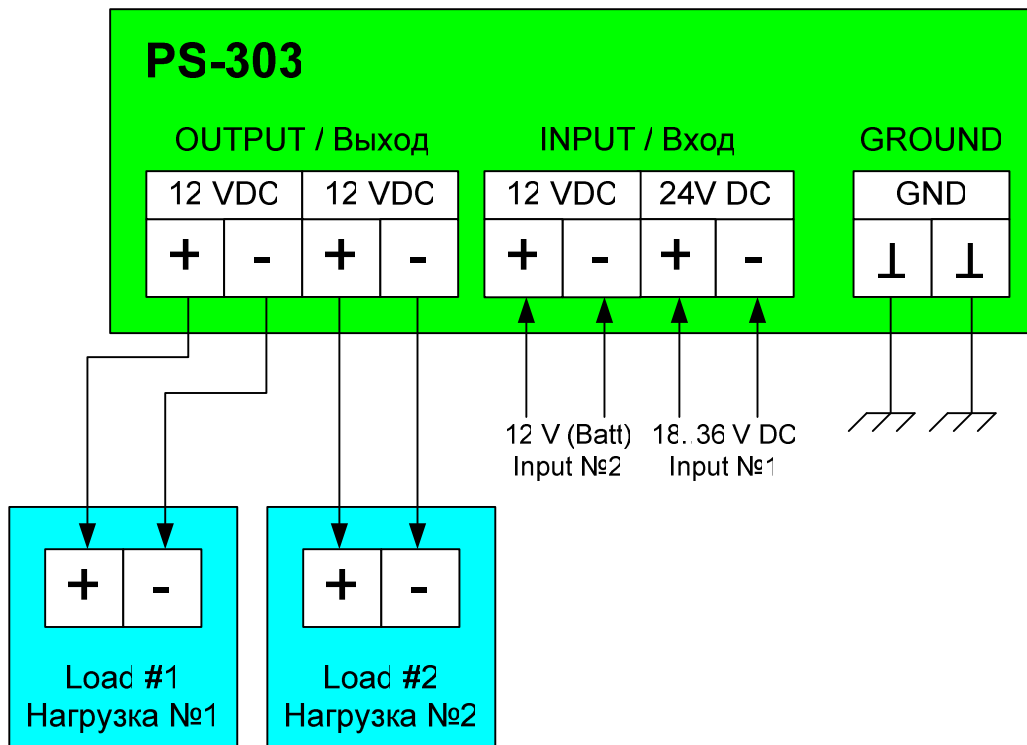 PS-303
OUTPUT / Выход INPUT / Вход GROUND
12 VDC 12 VDC 12 VDC 24V DC GND
+ - + - + - + - ⊥ ⊥
12 V (Batt) 18..36 V DC
Input №2 Input №1
+ - + -
Load #1 Load #2
Нагрузка №1 Нагрузка №2